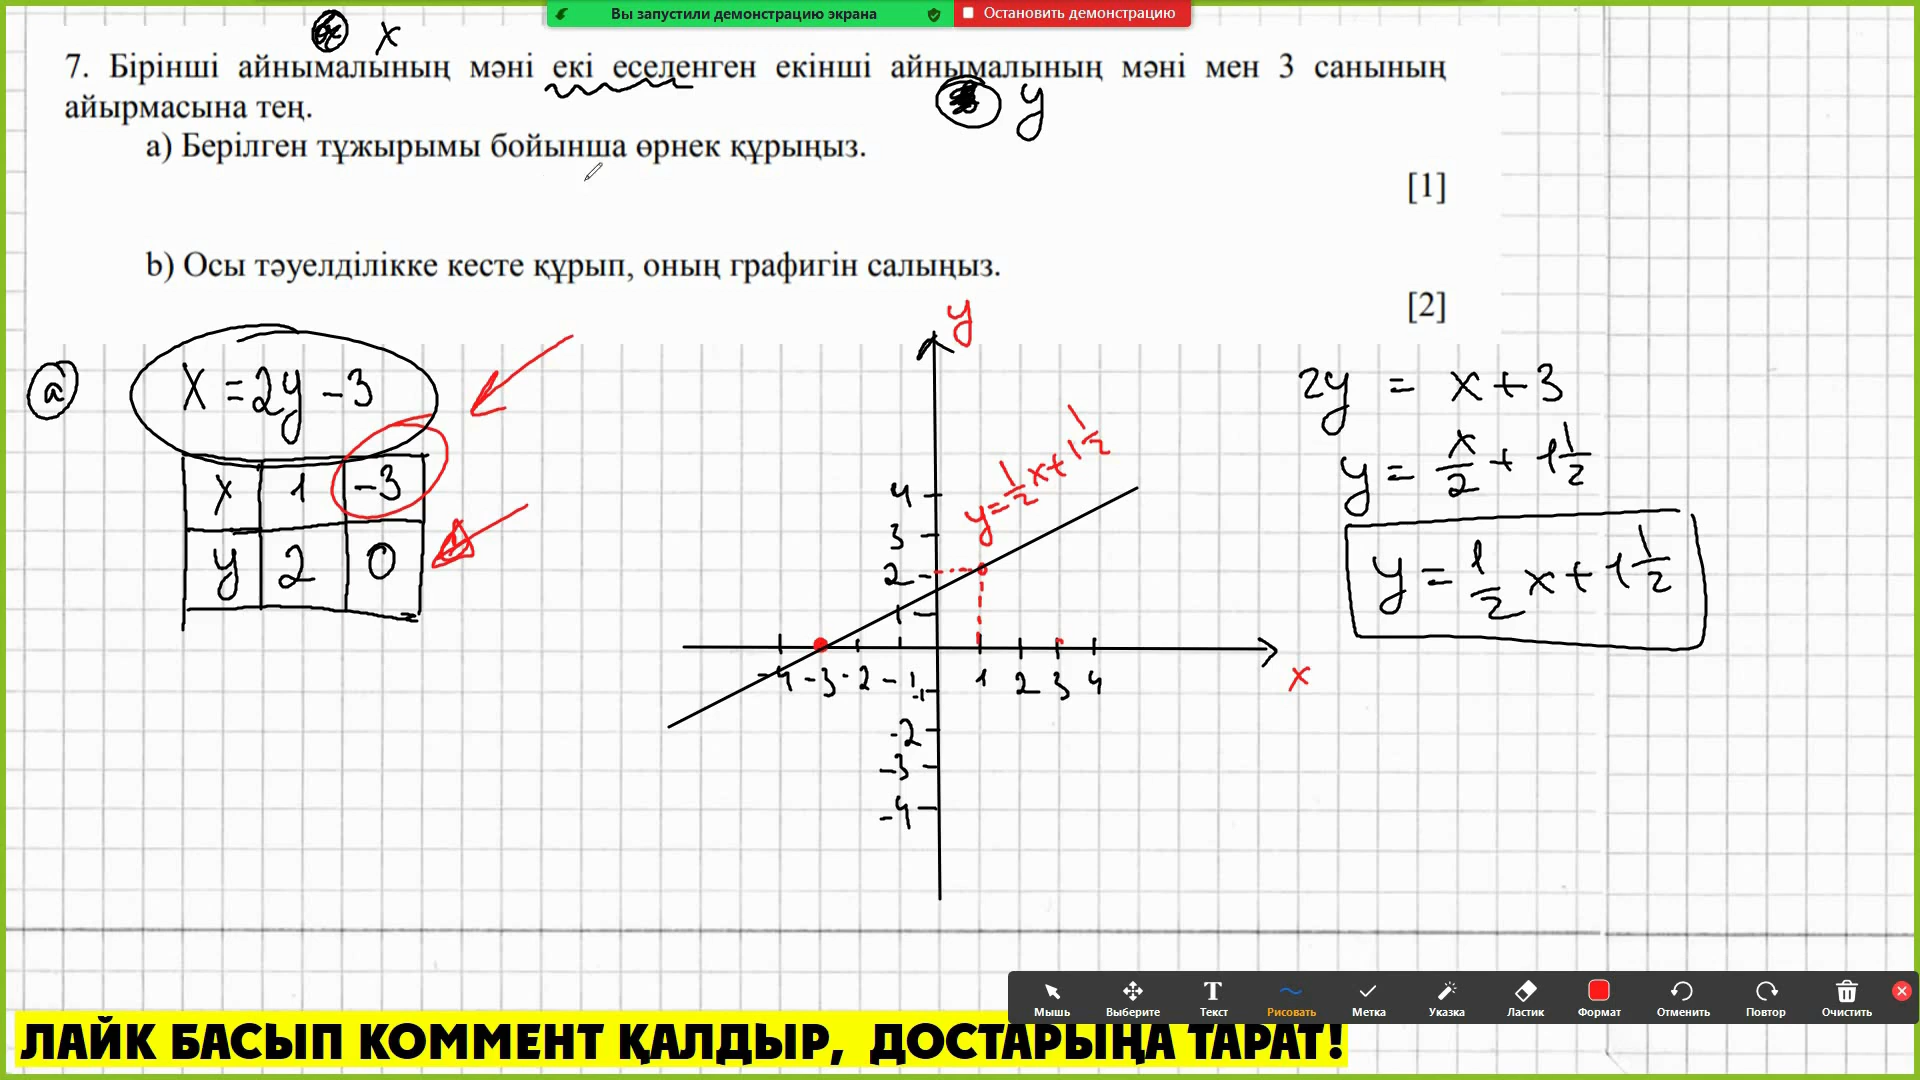 Вы запустили демонстрацию экрана
Остановить демонстрацию
x
7. Бірінші айнымалының мәні екі еселенген екінші айнымалының мәні мен 3 санының
айырмасына тең.
y
a) Берілген тұжырымы бойынша өрнек құрыңыз.
[1]
b) Осы тәуелділікке кесте құрып, оның графигін салыңыз.
[2]
a
x = 2y - 3
x 1 -3
y 2 0
y
y = 1/2 x + 1 1/2
4
3
2
1
-4 -3 -2 -1 1 2 3 4
x
-1
-2
-3
-4
2y = x + 3
y = x/2 + 1 1/2
y = 1/2 x + 1 1/2
Мышь Выберите Текст Рисовать Метка Указка Ластик Формат Отменить Повтор Очистить
ЛАЙК БАСЫП КОММЕНТ ҚАЛДЫР, ДОСТАРЫҢА ТАРАТ!